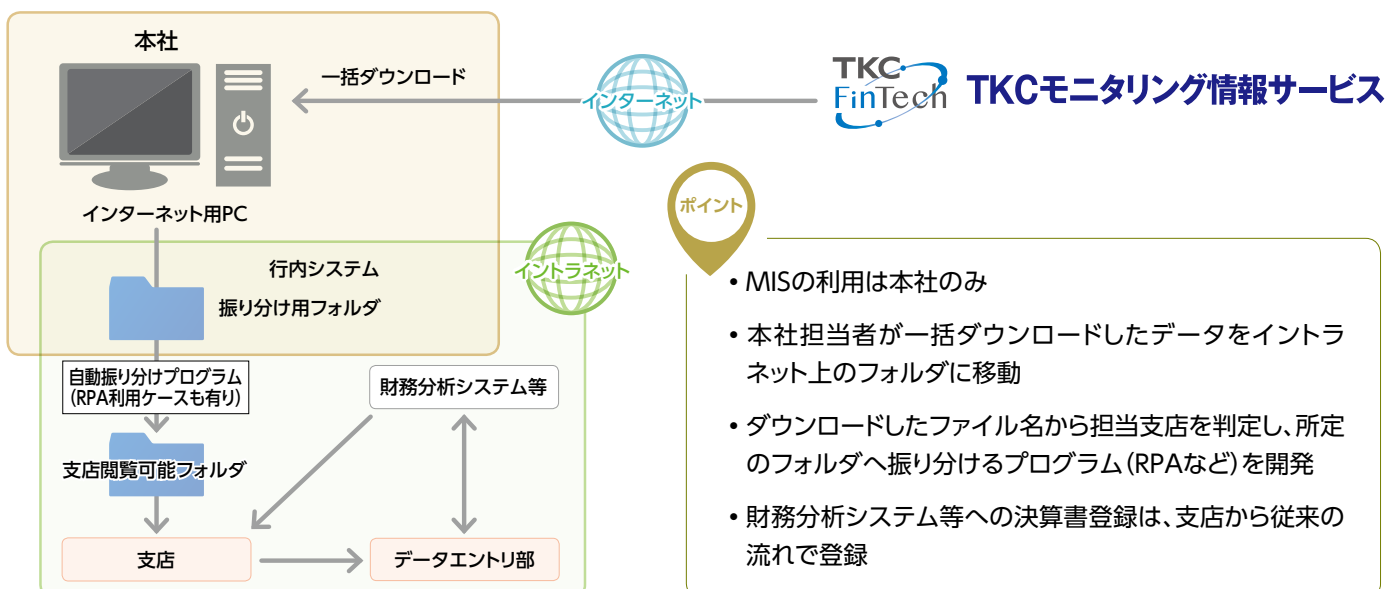 本社
一括ダウンロード
インターネット
TKC
FinTech
TKCモニタリング情報サービス
インターネット用PC
ポイント
行内システム
イントラネット
振り分け用フォルダ
自動振り分けプログラム
（RPA利用ケースも有り）
財務分析システム等
支店閲覧可能フォルダ
支店
データエントリ部
• MISの利用は本社のみ
• 本社担当者が一括ダウンロードしたデータをイントラ
ネット上のフォルダに移動
• ダウンロードしたファイル名から担当支店を判定し、所定
のフォルダへ振り分けるプログラム（RPAなど）を開発
• 財務分析システム等への決算書登録は、支店から従来の
流れで登録